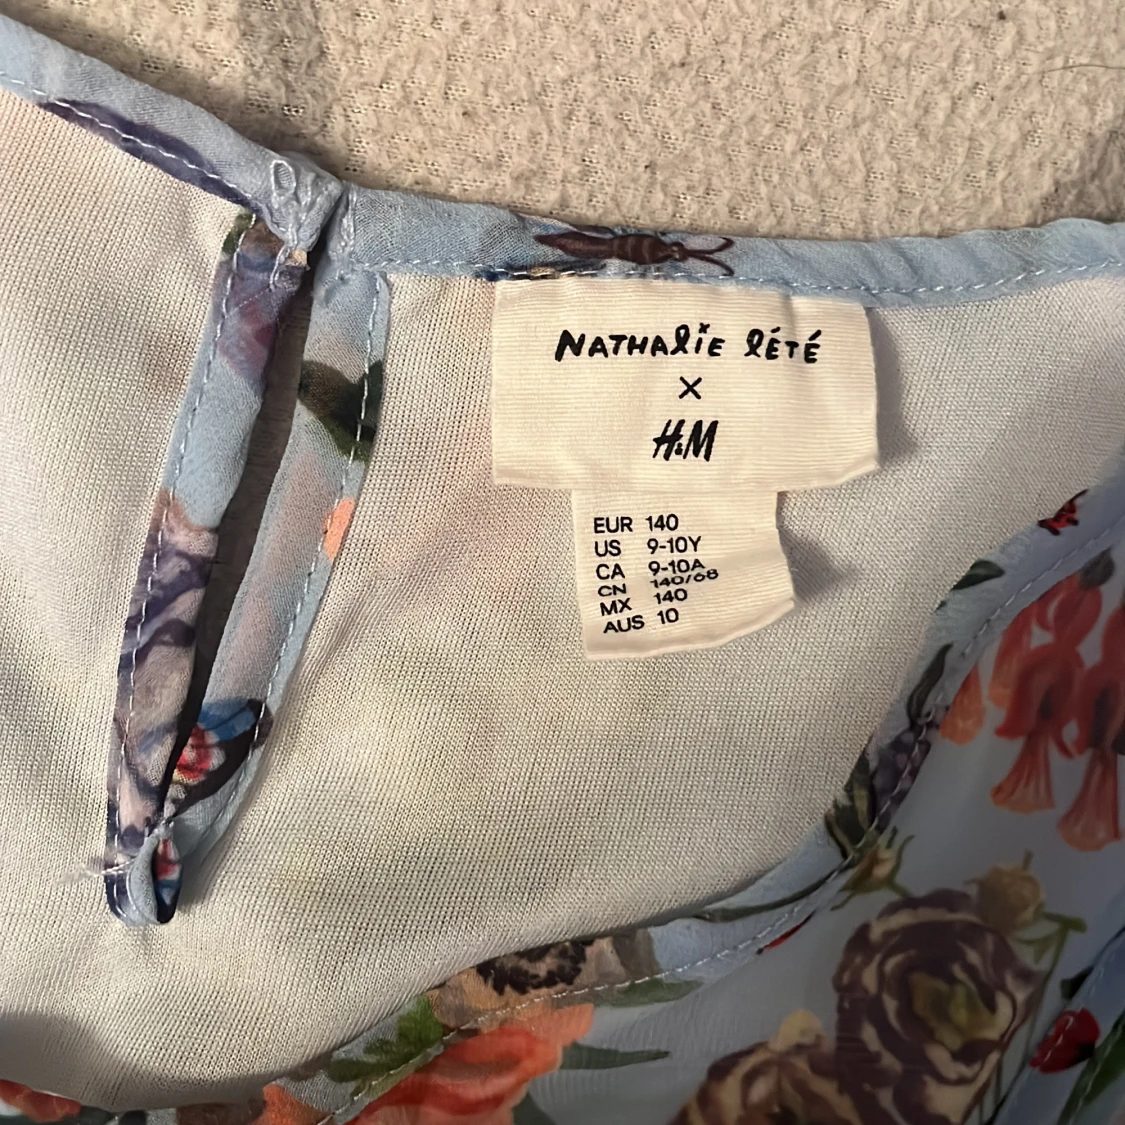 NATHALIE LÉTÉ
X
H&M
EUR 140
US 9-10Y
CA 9-10A
CN 140/68
MX 140
AUS 10